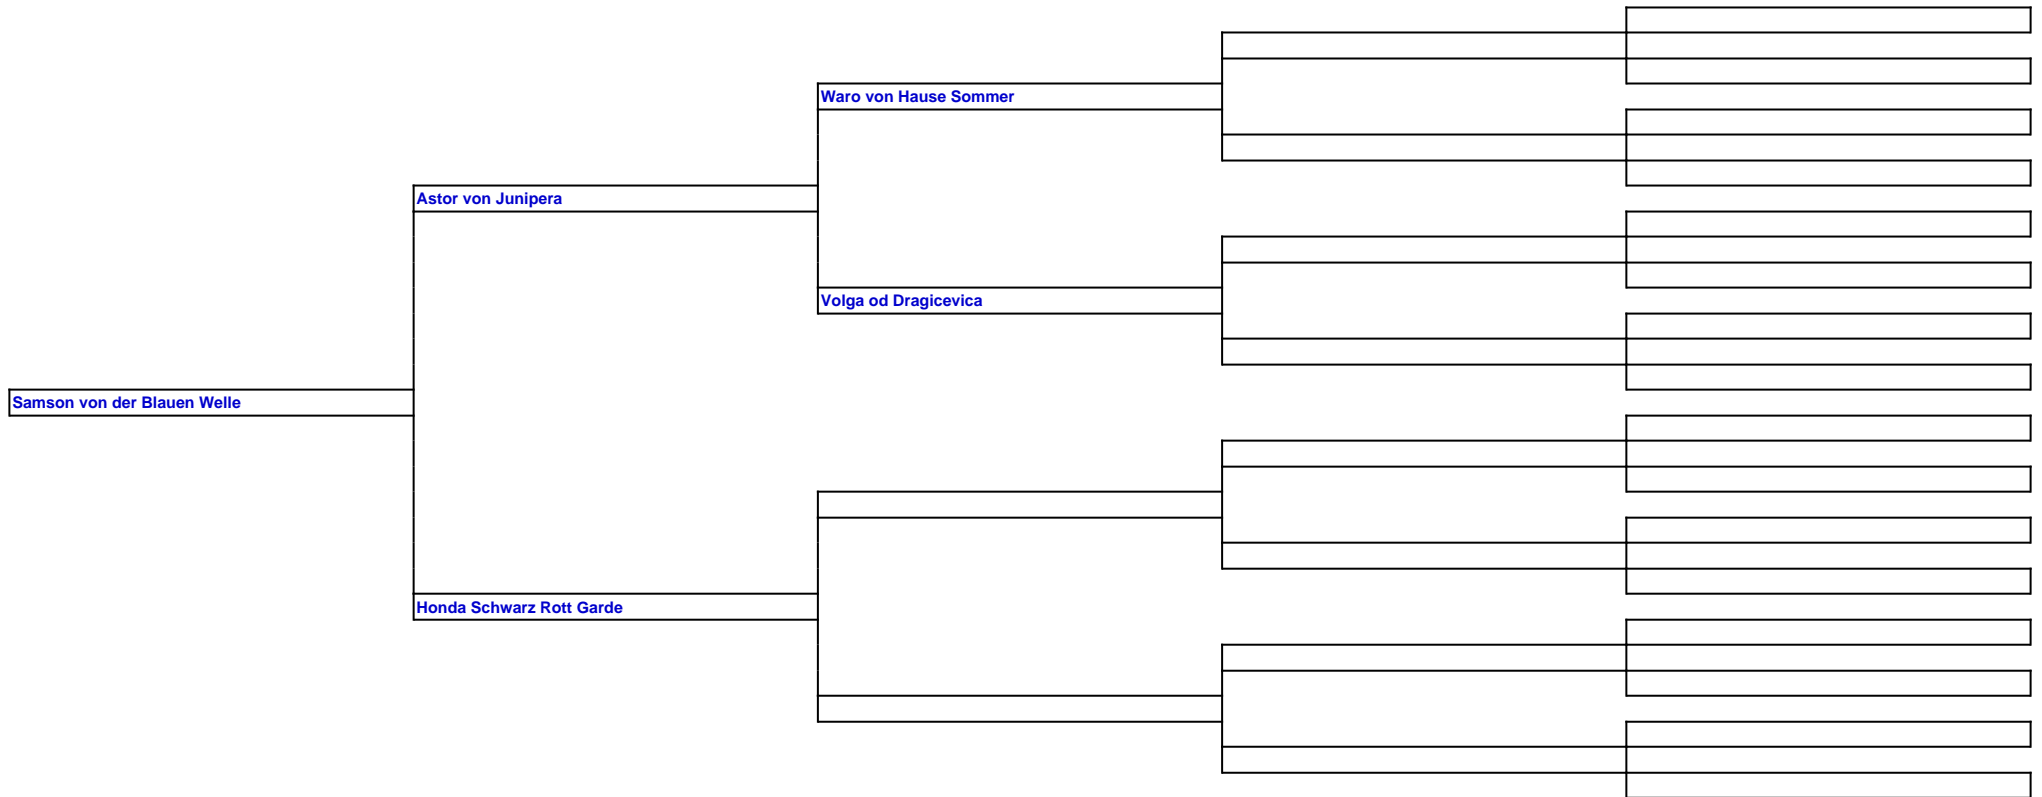 Waro von Hause Sommer
Astor von Junipera
Volga od Dragicevica
Samson von der Blauen Welle
Honda Schwarz Rott Garde